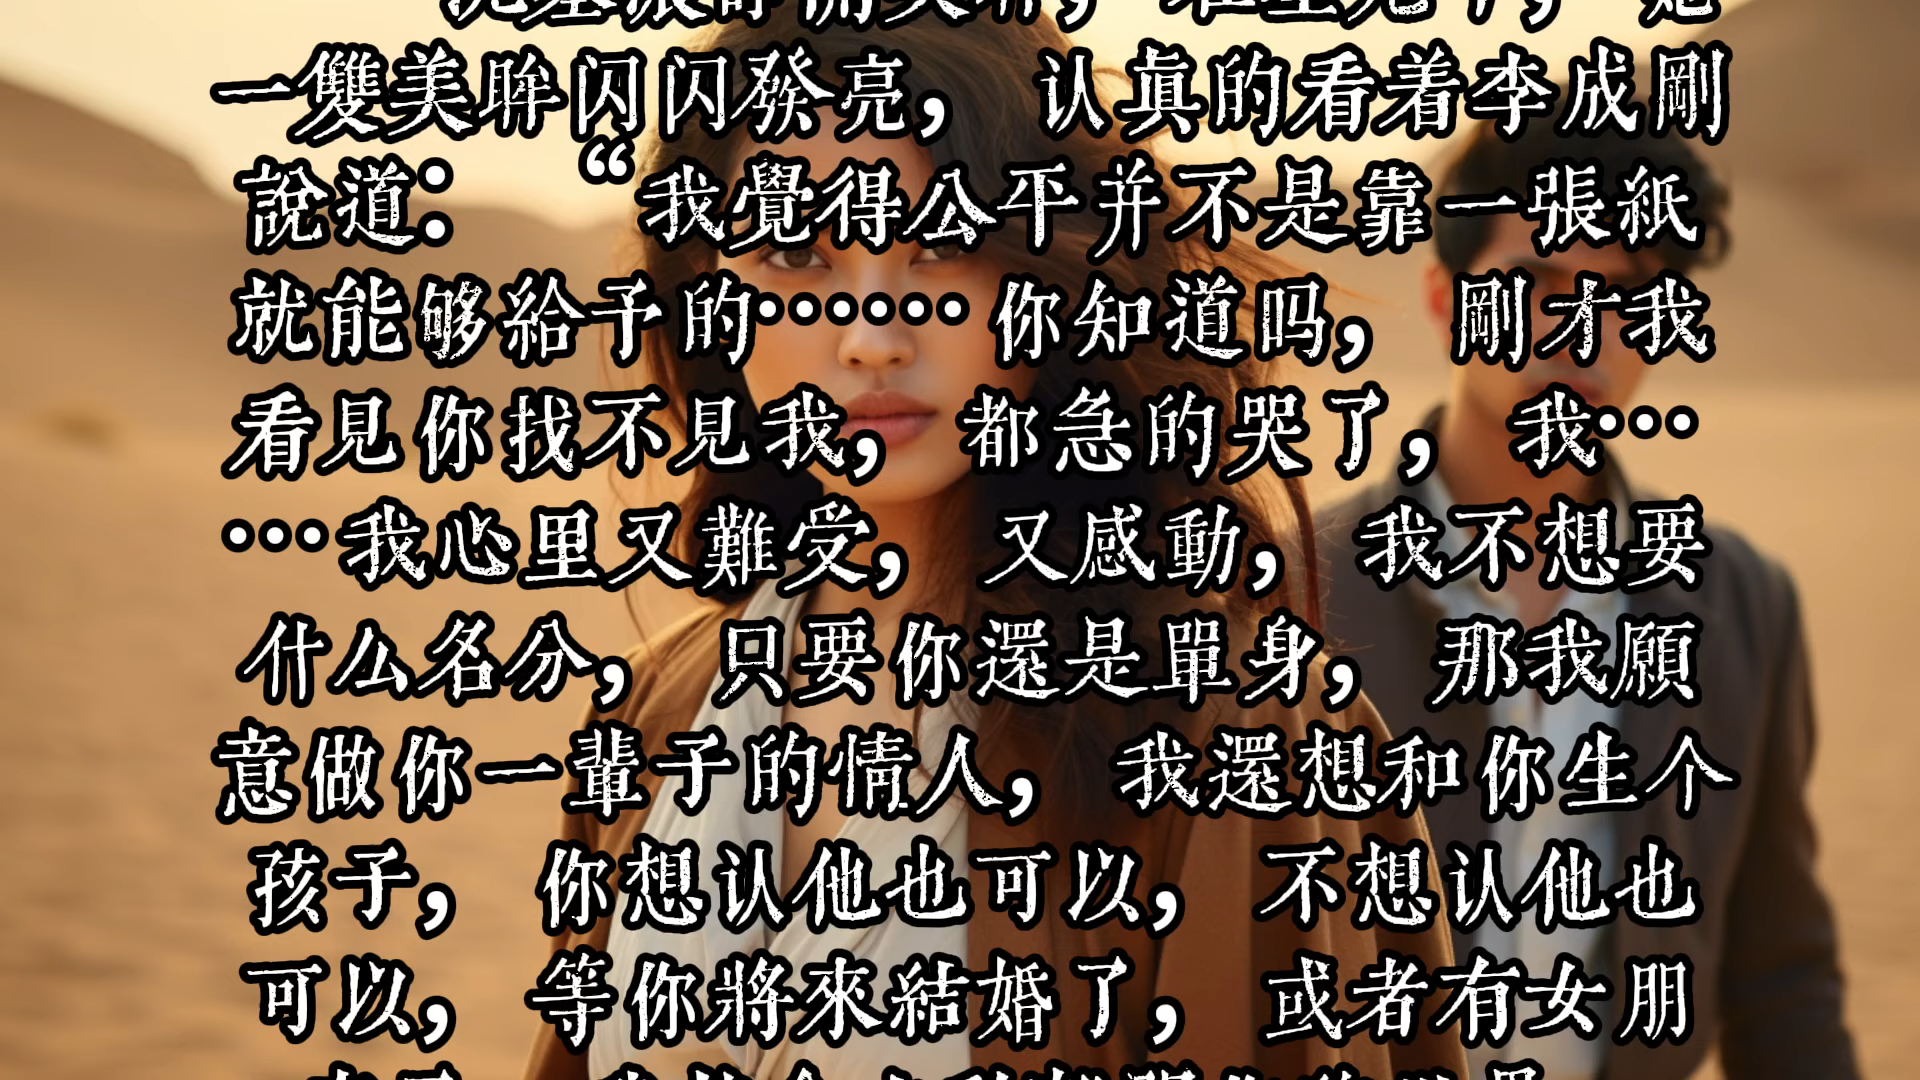 一雙美眸闪闪發亮， 认真的看着李成剛
說道： “我覺得公平并不是靠一張紙
就能够給予的……你知道吗， 剛才我
看見你找不見我， 都急的哭了， 我…
…我心里又難受， 又感動， 我不想要
什么名分， 只要你還是單身， 那我願
意做你一輩子的情人， 我還想和你生个
孩子， 你想认他也可以， 不想认他也
可以， 等你將來結婚了， 或者有女朋